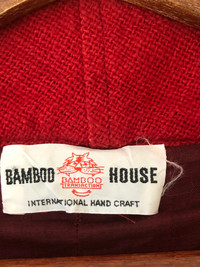 BAMBOO HOUSE
BAMBOO
INTERNATIONAL HAND CRAFT